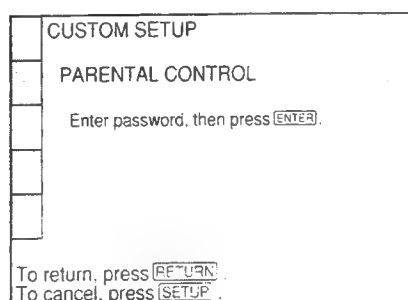 CUSTOM SETUP
PARENTAL CONTROL
Enter password, then press ENTER.
To return, press RETURN.
To cancel, press SETUP.